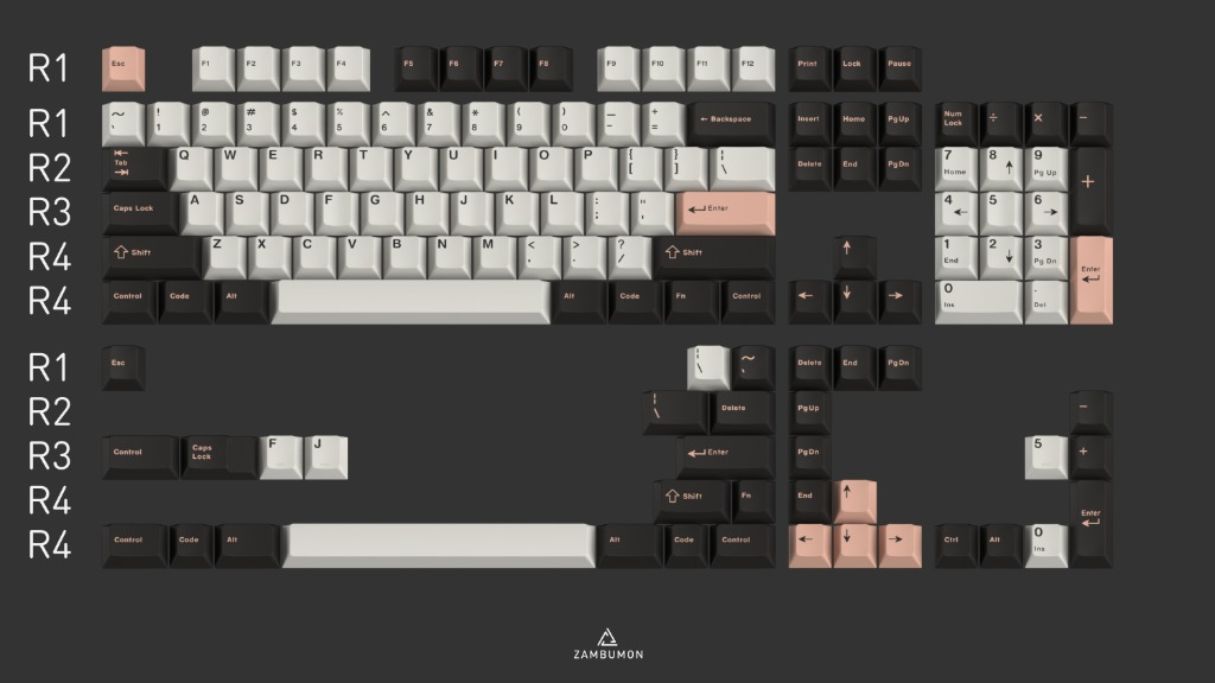 R1 Esc F1 F2 F3 F4 F5 F6 F7 F8 F9 F10 F11 F12 Print Lock Pause
R1 ~ ` ! 1 @ 2 # 3 $ 4 % 5 ^ 6 & 7 * 8 ( 9 ) 0 — - + = ← Backspace Insert Home PgUp Num Lock ÷ × −
R2 Tab Q W E R T Y U I O P { [ } ] ¦ \ Delete End PgDn 7 Home 8 ↑ 9 Pg Up +
R3 Caps Lock A S D F G H J K L : ; " ' Enter 4 ← 5 6 →
R4 Shift Z X C V B N M < , > . ? / Shift ↑ 1 End 2 ↓ 3 Pg Dn Enter
R4 Control Code Alt Alt Code Fn Control ← ↓ → 0 Ins . Del
R1 Esc ¦ \ ~ ` Delete End PgDn
R2 ¦ \ Delete PgUp −
R3 Control Caps Lock F J Enter PgDn 5 +
R4 Shift Fn End ↑ Enter
R4 Control Code Alt Alt Code Control ← ↓ → Ctrl Alt 0 Ins
ZAMBUMON